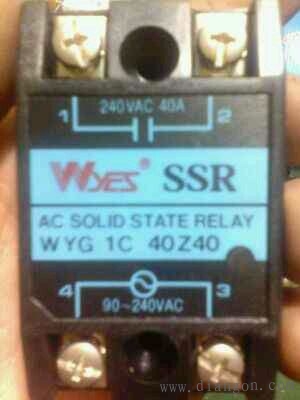 240VAC 40A
1 2
WYES® SSR
AC SOLID STATE RELAY
WYG 1C 40Z40
4 3
90~240VAC
www.diangon.com